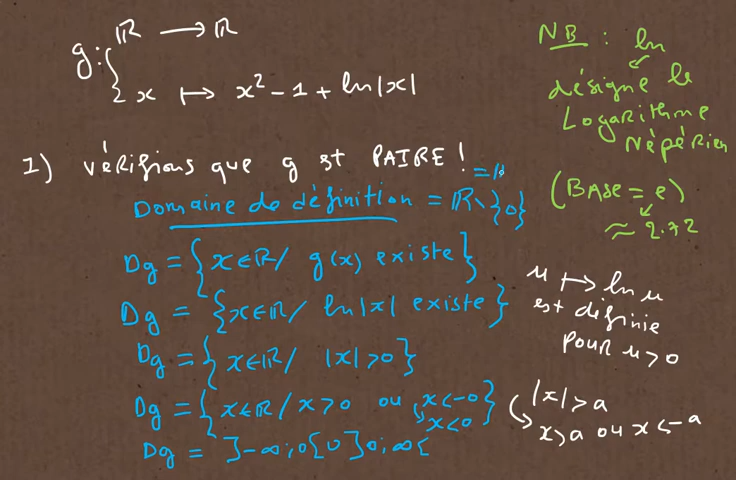 g: { ℝ → ℝ
x ↦ x² - 1 + ln|x|
1) vérifions que g est PAIRE !
= ℝ
Domaine de définition = ℝ \ {0}
Dg = {x ∈ ℝ / g(x) existe}
Dg = {x ∈ ℝ / ln|x| existe}
Dg = {x ∈ ℝ / |x| > 0}
Dg = {x ∈ ℝ / x > 0 ou x < -0}
x < 0
Dg = ]-∞; 0[ U ]0; ∞[
NB : ln
désigne le
Logarithme
Népérien
(BASE = e)
≈ 2.72
u ↦ ln u
est définie
pour u > 0
|x| > a
x > a ou x < -a